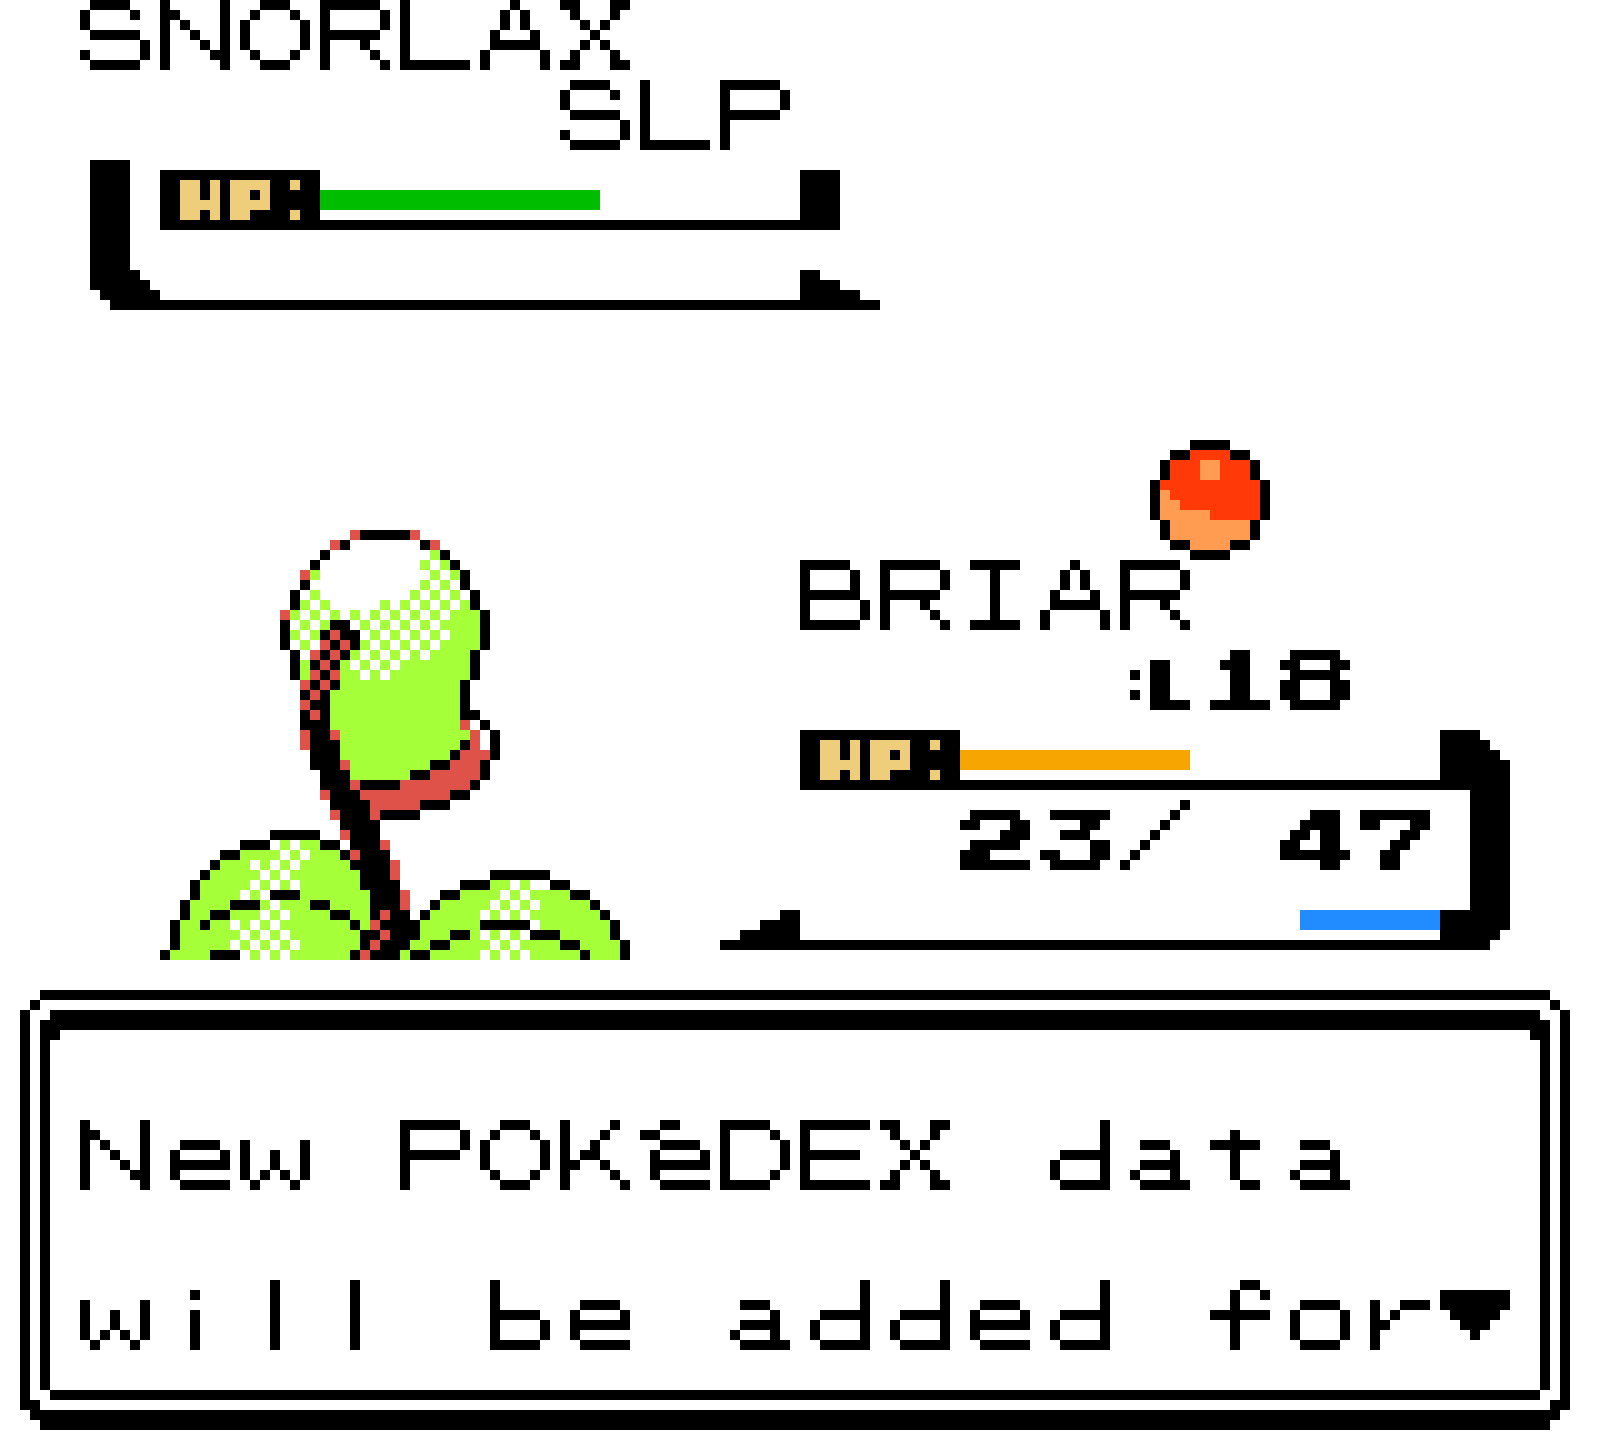 SNORLAX
SLP
HP:
BRIAR
:L18
HP:
23/ 47
New POKéDEX data
will be added for▼